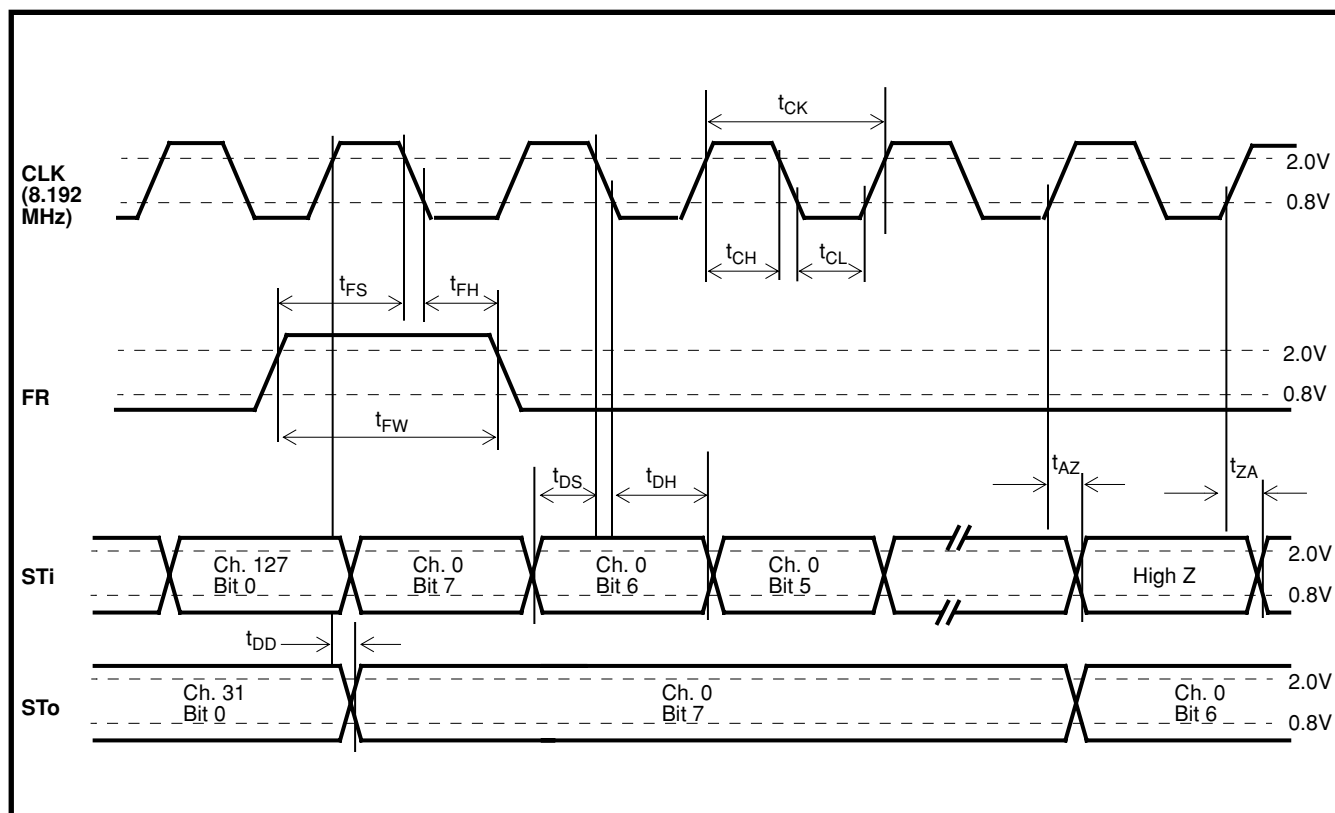 tCK
CLK
(8.192
MHz)
2.0V
0.8V
tCH
tCL
tFS
tFH
FR
2.0V
0.8V
tFW
tDS
tDH
tAZ
tZA
STi
Ch. 127
Bit 0
Ch. 0
Bit 7
Ch. 0
Bit 6
Ch. 0
Bit 5
High Z
2.0V
0.8V
tDD
STo
Ch. 31
Bit 0
Ch. 0
Bit 7
Ch. 0
Bit 6
2.0V
0.8V